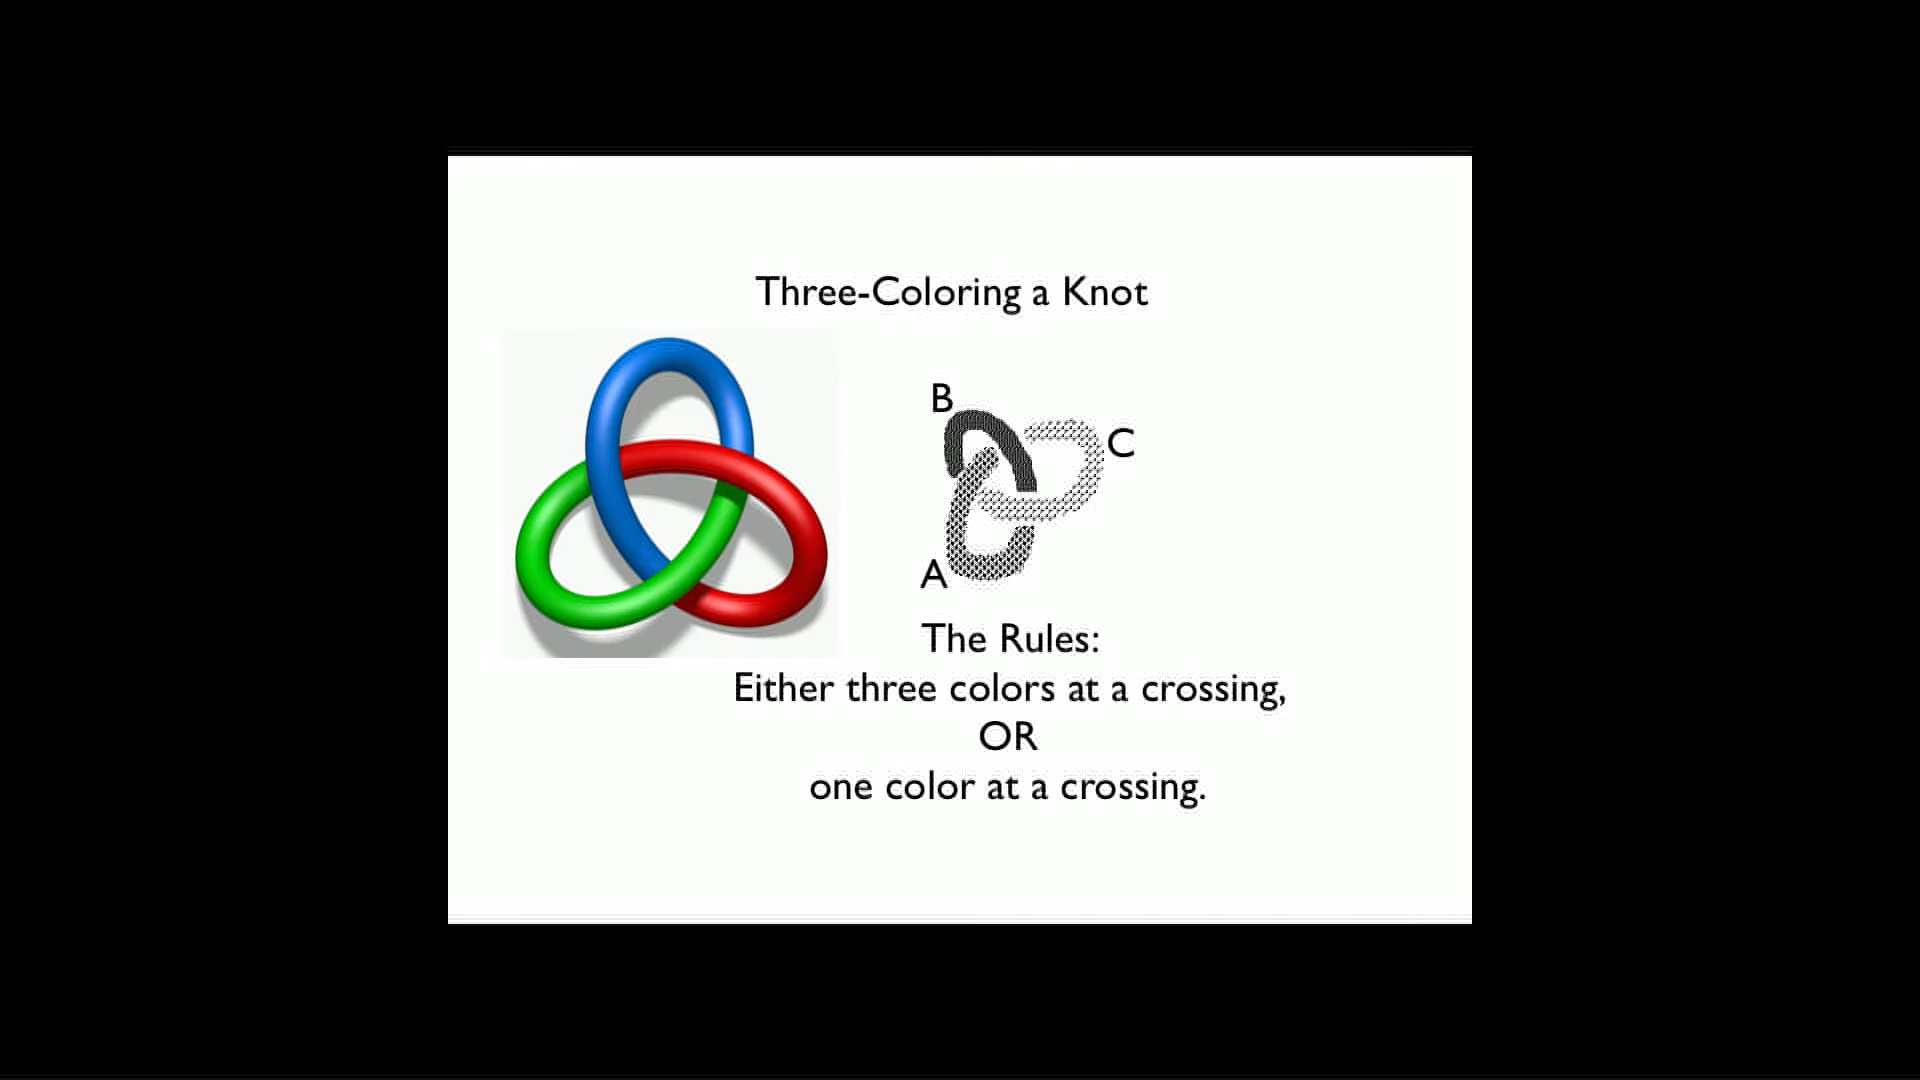 Three-Coloring a Knot
B
C
A
The Rules:
Either three colors at a crossing,
OR
one color at a crossing.